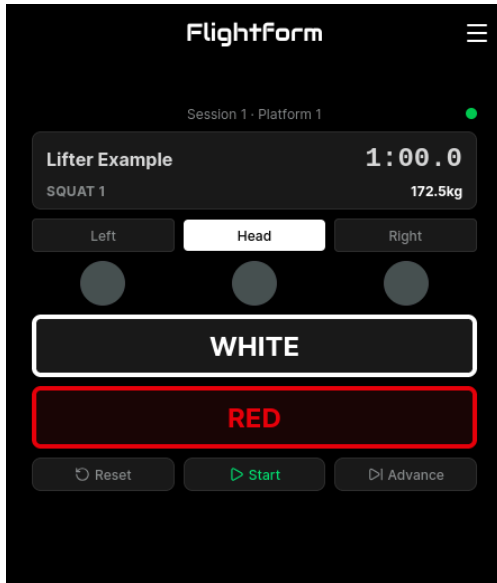 Flightform
Session 1 · Platform 1
Lifter Example 1:00.0
SQUAT 1 172.5kg
Left Head Right
WHITE
RED
Reset Start Advance